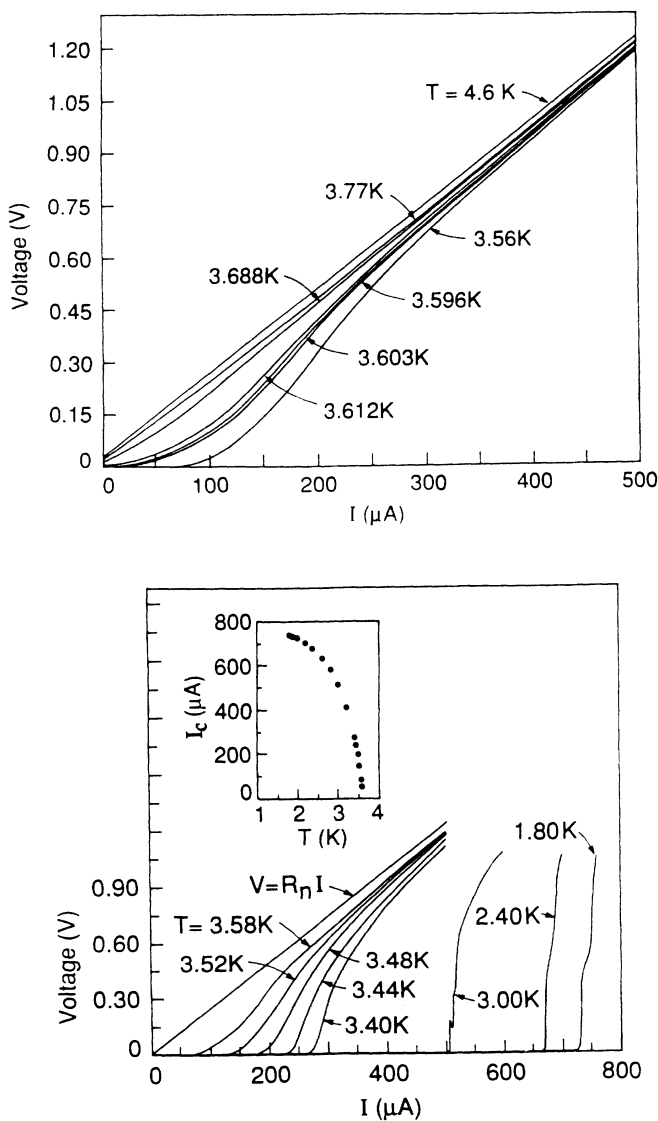 1.20
1.05
0.90
0.75
0.60
0.45
0.30
0.15
0
Voltage (V)
T = 4.6 K
3.77K
3.56K
3.688K
3.596K
3.603K
3.612K
0 100 200 300 400 500
I (μA)
800
600
400
200
0
I_c (μA)
1 2 3 4
T (K)
0.90
0.60
0.30
0
Voltage (V)
V=R_n I
T= 3.58K
3.52K
3.48K
3.44K
3.40K
1.80K
2.40K
3.00K
0 200 400 600 800
I (μA)